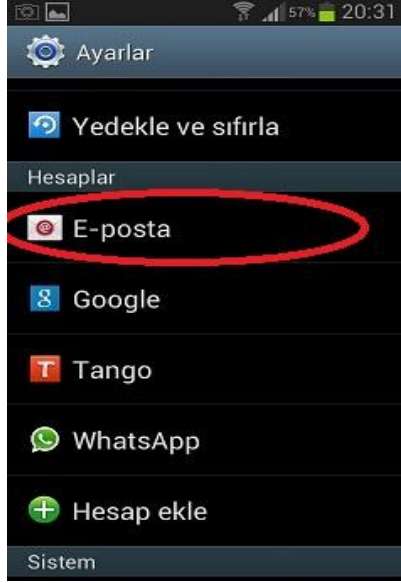 57% 20:31
Ayarlar
Yedekle ve sıfırla
Hesaplar
E-posta
Google
Tango
WhatsApp
Hesap ekle
Sistem